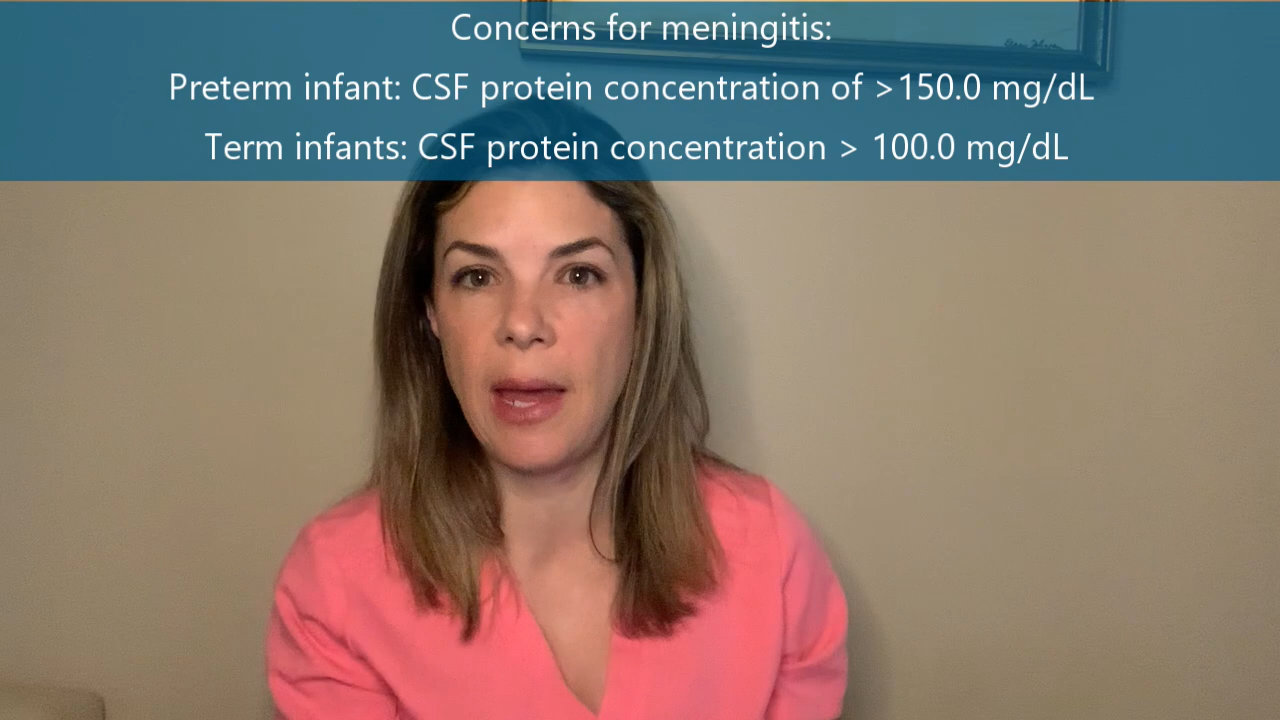 Concerns for meningitis:
Preterm infant: CSF protein concentration of >150.0 mg/dL
Term infants: CSF protein concentration > 100.0 mg/dL